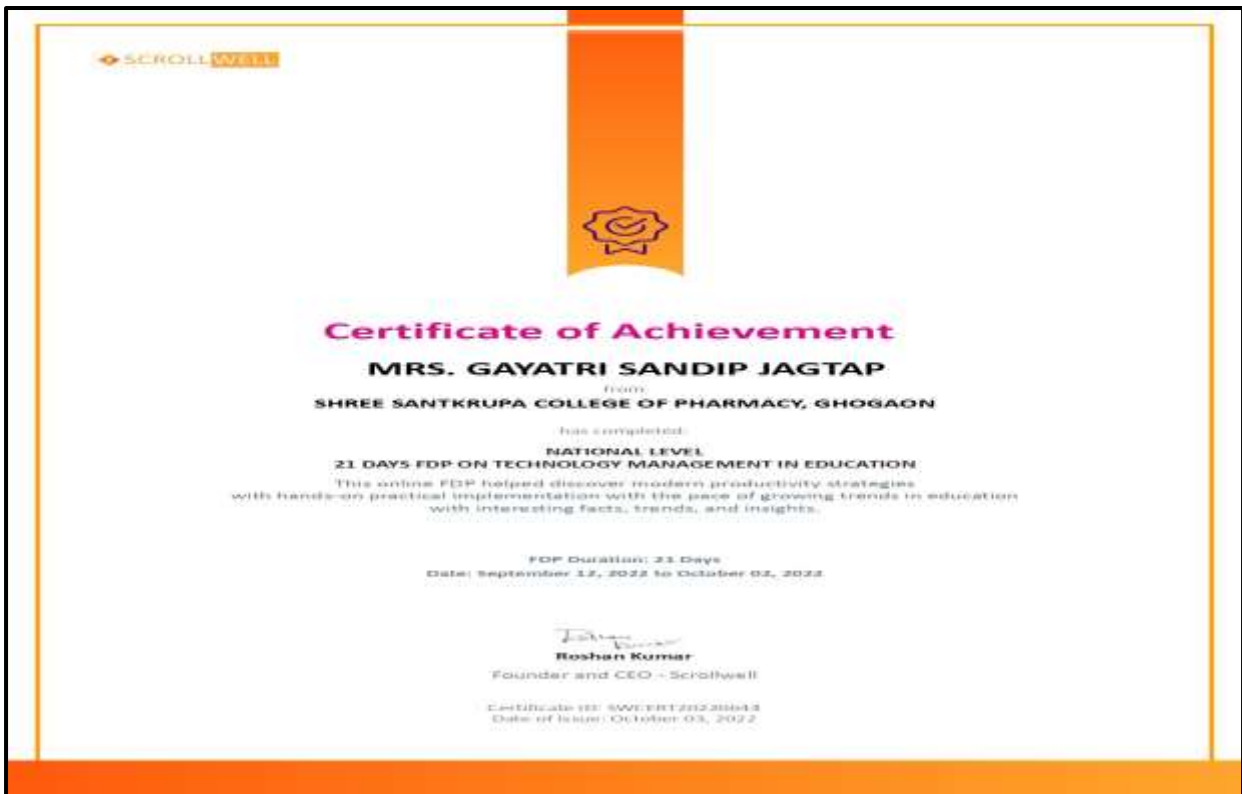 SCROLLWELL
Certificate of Achievement
MRS. GAYATRI SANDIP JAGTAP
from
SHREE SANTKRUPA COLLEGE OF PHARMACY, GHOGAON
has completed:
NATIONAL LEVEL
21 DAYS FDP ON TECHNOLOGY MANAGEMENT IN EDUCATION
This online FDP helped discover modern productivity strategies
with hands-on practical implementation with the pace of growing trends in education
with interesting facts, trends, and insights.
FDP Duration: 21 Days
Date: September 12, 2022 to October 02, 2022
Roshan Kumar
Founder and CEO - Scrollwell
Certificate ID:
Date of Issue: October 03, 2022